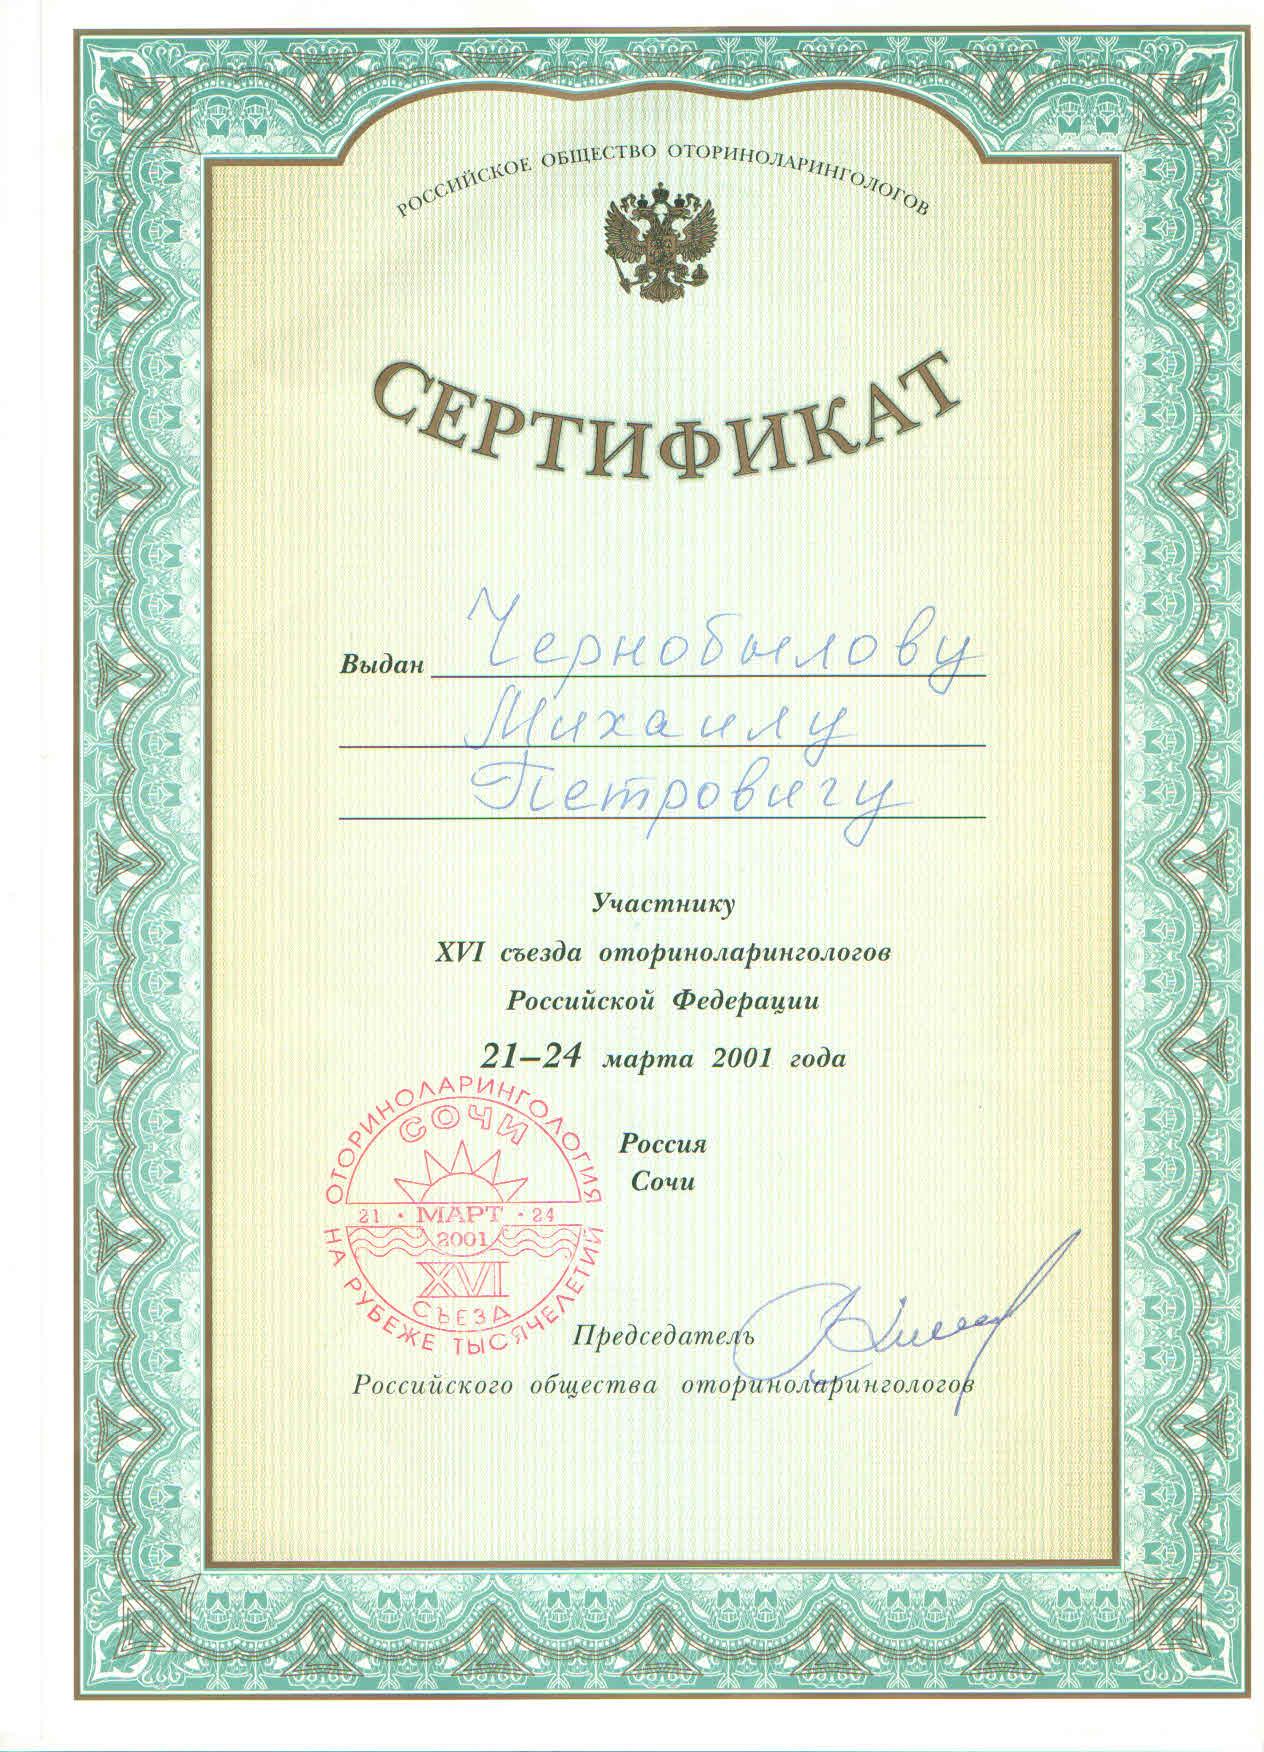 РОССИЙСКОЕ ОБЩЕСТВО ОТОРИНОЛАРИНГОЛОГОВ
СЕРТИФИКАТ
Выдан Чернобылову
Михаилу
Петровичу
Участнику
XVI съезда оториноларингологов
Российской Федерации
21–24 марта 2001 года
Россия
Сочи
ОТОРИНОЛАРИНГОЛОГИЯ
СОЧИ
21 · МАРТ · 24
2001
XVI
СЪЕЗД
НА РУБЕЖЕ ТЫСЯЧЕЛЕТИЙ
Председатель
Российского общества оториноларингологов